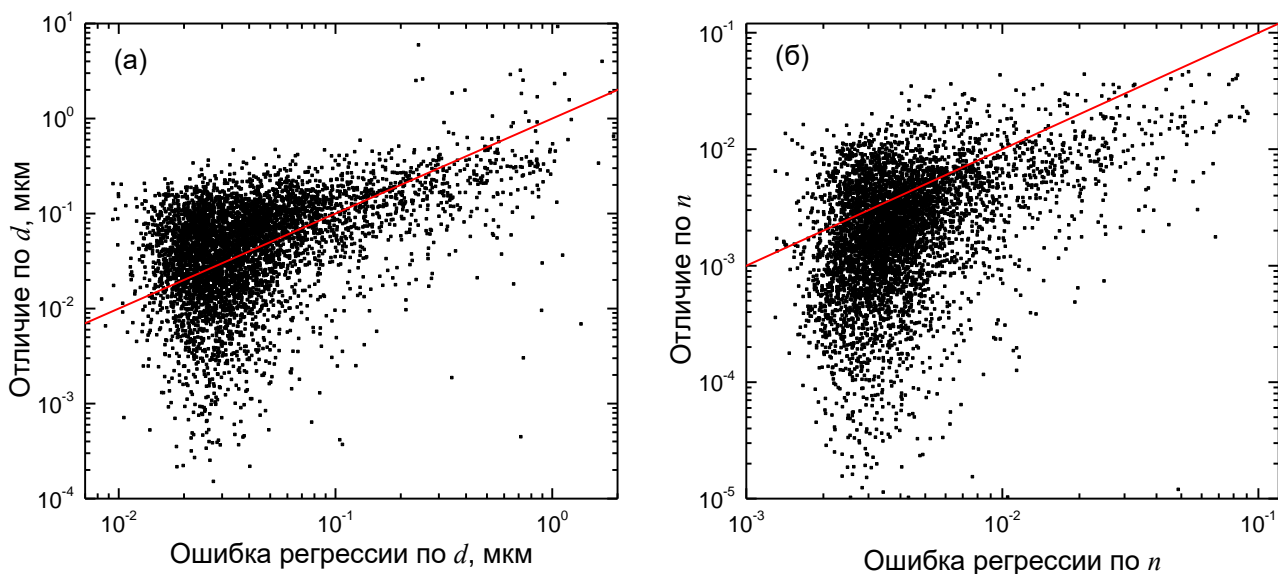 (а)
10^1
10^0
10^-1
10^-2
10^-3
10^-4
Отличие по d, мкм
10^-2
10^-1
10^0
Ошибка регрессии по d, мкм
(б)
10^-1
10^-2
10^-3
10^-4
10^-5
Отличие по n
10^-3
10^-2
10^-1
Ошибка регрессии по n